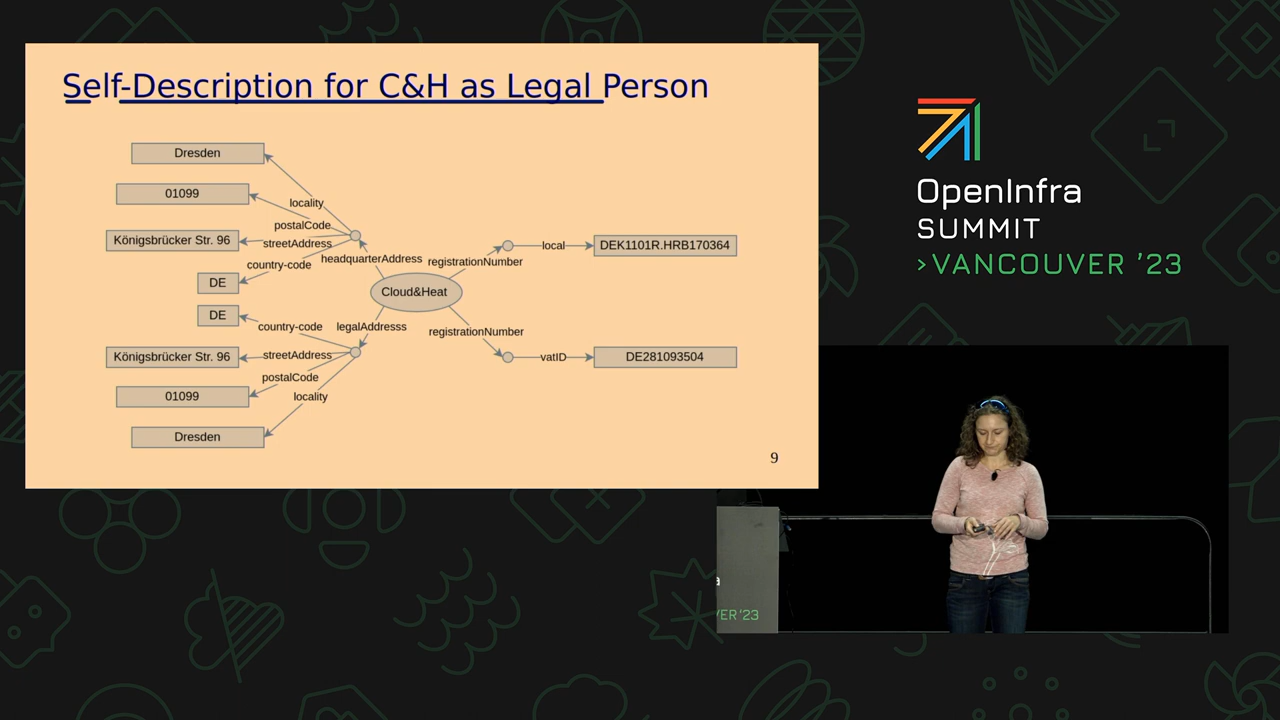 Self-Description for C&H as Legal Person
Dresden
01099
locality
postalCode
Königsbrücker Str. 96
streetAddress
country-code
headquarterAddress
registrationNumber
local
DEK1101R.HRB170364
DE
Cloud&Heat
DE
country-code
legalAddresss
registrationNumber
Königsbrücker Str. 96
streetAddress
vatID
DE281093504
postalCode
01099
locality
Dresden
9
OpenInfra
SUMMIT
>VANCOUVER '23
a
VER '23